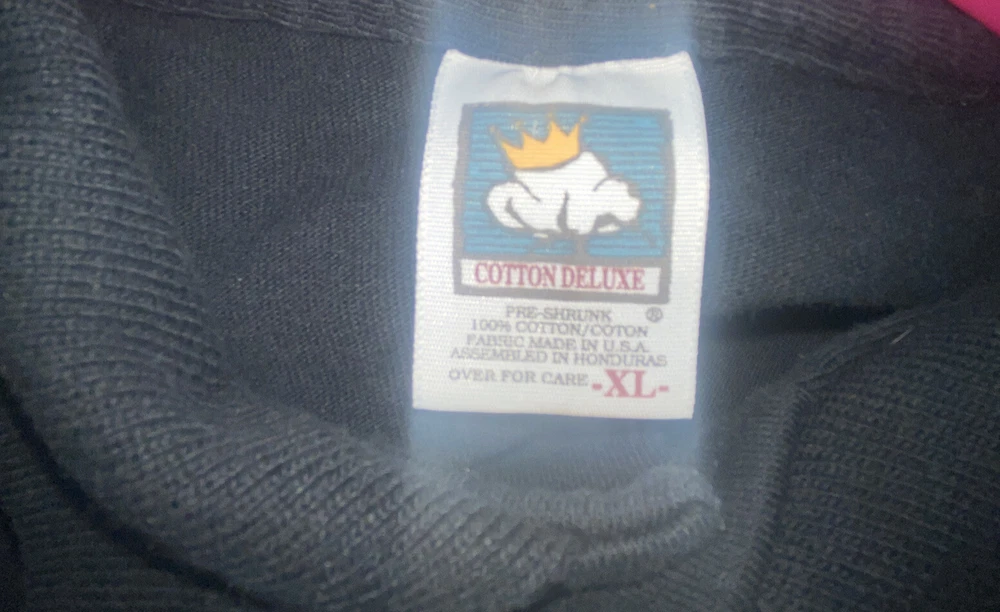 COTTON DELUXE
®
PRE-SHRUNK
100% COTTON/COTON
FABRIC MADE IN U.S.A.
ASSEMBLED IN HONDURAS
OVER FOR CARE -XL-